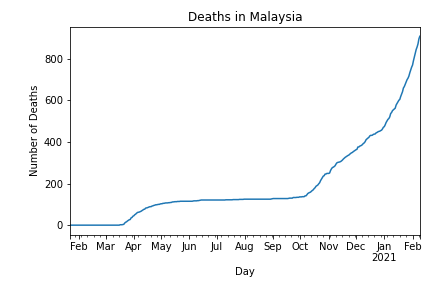 Deaths in Malaysia
Number of Deaths
800
600
400
200
0
Feb Mar Apr May Jun Jul Aug Sep Oct Nov Dec Jan Feb
2021
Day